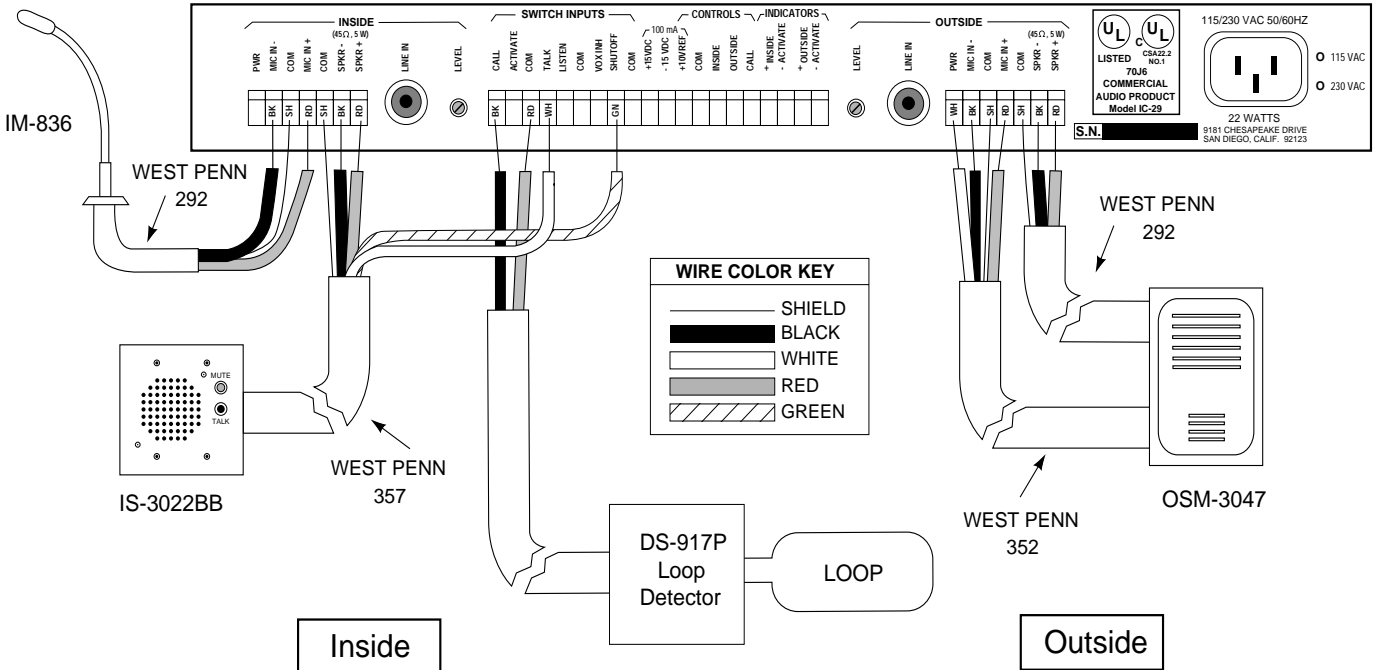 INSIDE
(45Ω, 5 W)
PWR
MIC IN -
COM
MIC IN +
COM
SPKR -
SPKR +
LINE IN
LEVEL
BK
SH
RD
SH
BK
RD
SWITCH INPUTS
CALL
ACTIVATE
COM
TALK
LISTEN
COM
VOX INH
SHUTOFF
COM
100 mA
+15VDC
- 15 VDC
+10VREF
CONTROLS
COM
INSIDE
OUTSIDE
CALL
INDICATORS
+ INSIDE
- ACTIVATE
+ OUTSIDE
- ACTIVATE
BK
RD
WH
GN
OUTSIDE
(45Ω, 5 W)
LEVEL
LINE IN
PWR
MIC IN -
COM
MIC IN +
COM
SPKR -
SPKR +
WH
BK
SH
RD
SH
BK
RD
UL C UL
LISTED CSA22.2 NO.1
70J6
COMMERCIAL
AUDIO PRODUCT
Model IC-29
S.N.
115/230 VAC 50/60HZ
O 115 VAC
O 230 VAC
22 WATTS
9181 CHESAPEAKE DRIVE
SAN DIEGO, CALIF. 92123
IM-836
WEST PENN
292
WEST PENN
292
WIRE COLOR KEY
SHIELD
BLACK
WHITE
RED
GREEN
MUTE
TALK
IS-3022BB
WEST PENN
357
DS-917P
Loop
Detector
LOOP
WEST PENN
352
OSM-3047
Inside
Outside